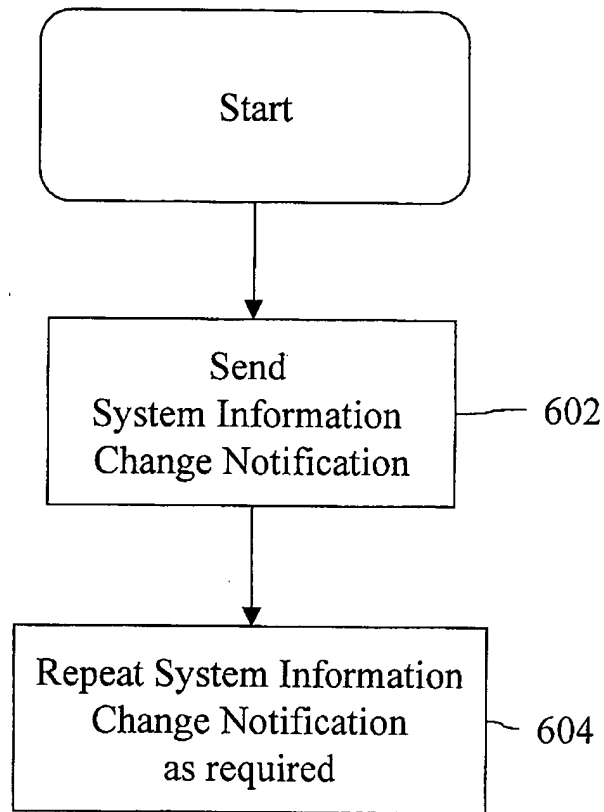 Start
Send
System Information
Change Notification
602
Repeat System Information
Change Notification
as required
604